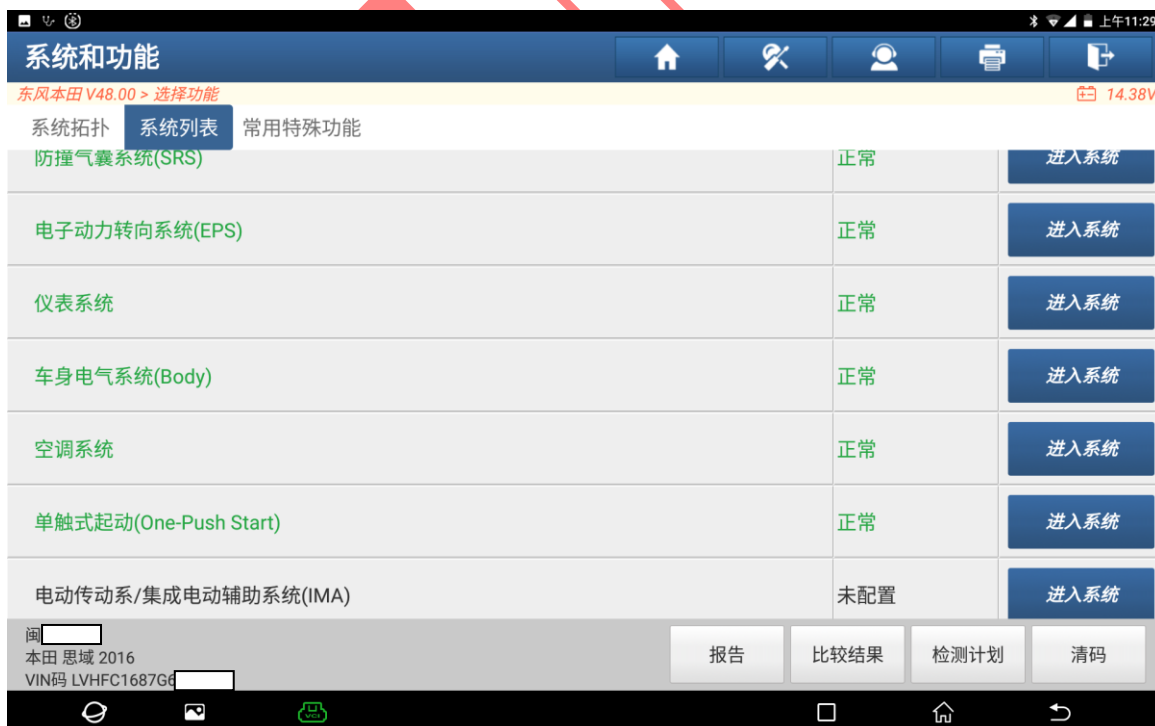 上午11:29
系统和功能
东风本田 V48.00 > 选择功能
14.38V
系统拓扑 系统列表 常用特殊功能
防撞气囊系统(SRS) 正常 进入系统
电子动力转向系统(EPS) 正常 进入系统
仪表系统 正常 进入系统
车身电气系统(Body) 正常 进入系统
空调系统 正常 进入系统
单触式起动(One-Push Start) 正常 进入系统
电动传动系/集成电动辅助系统(IMA) 未配置 进入系统
闽
本田 思域 2016
VIN码 LVHFC1687G6
报告 比较结果 检测计划 清码
VCI